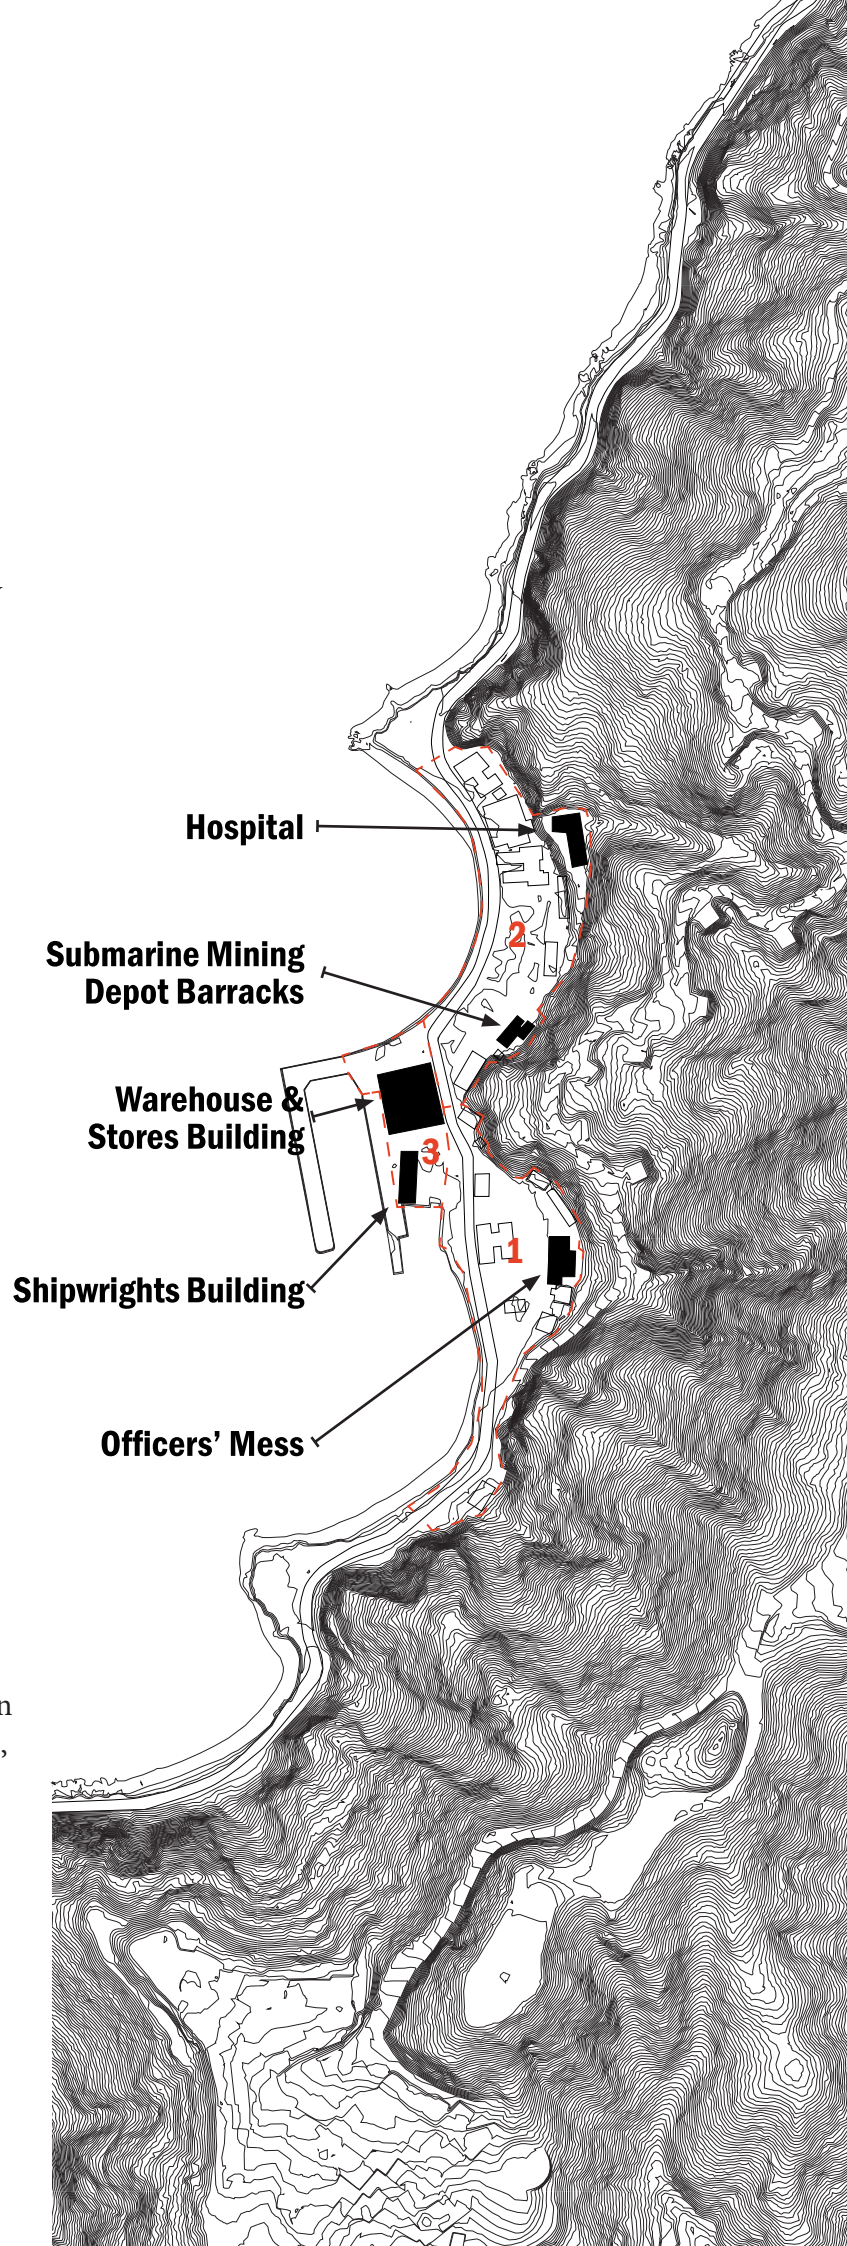 Hospital
2
Submarine Mining
Depot Barracks
Warehouse &
Stores Building
3
1
Shipwrights Building
Officers’ Mess
n
,